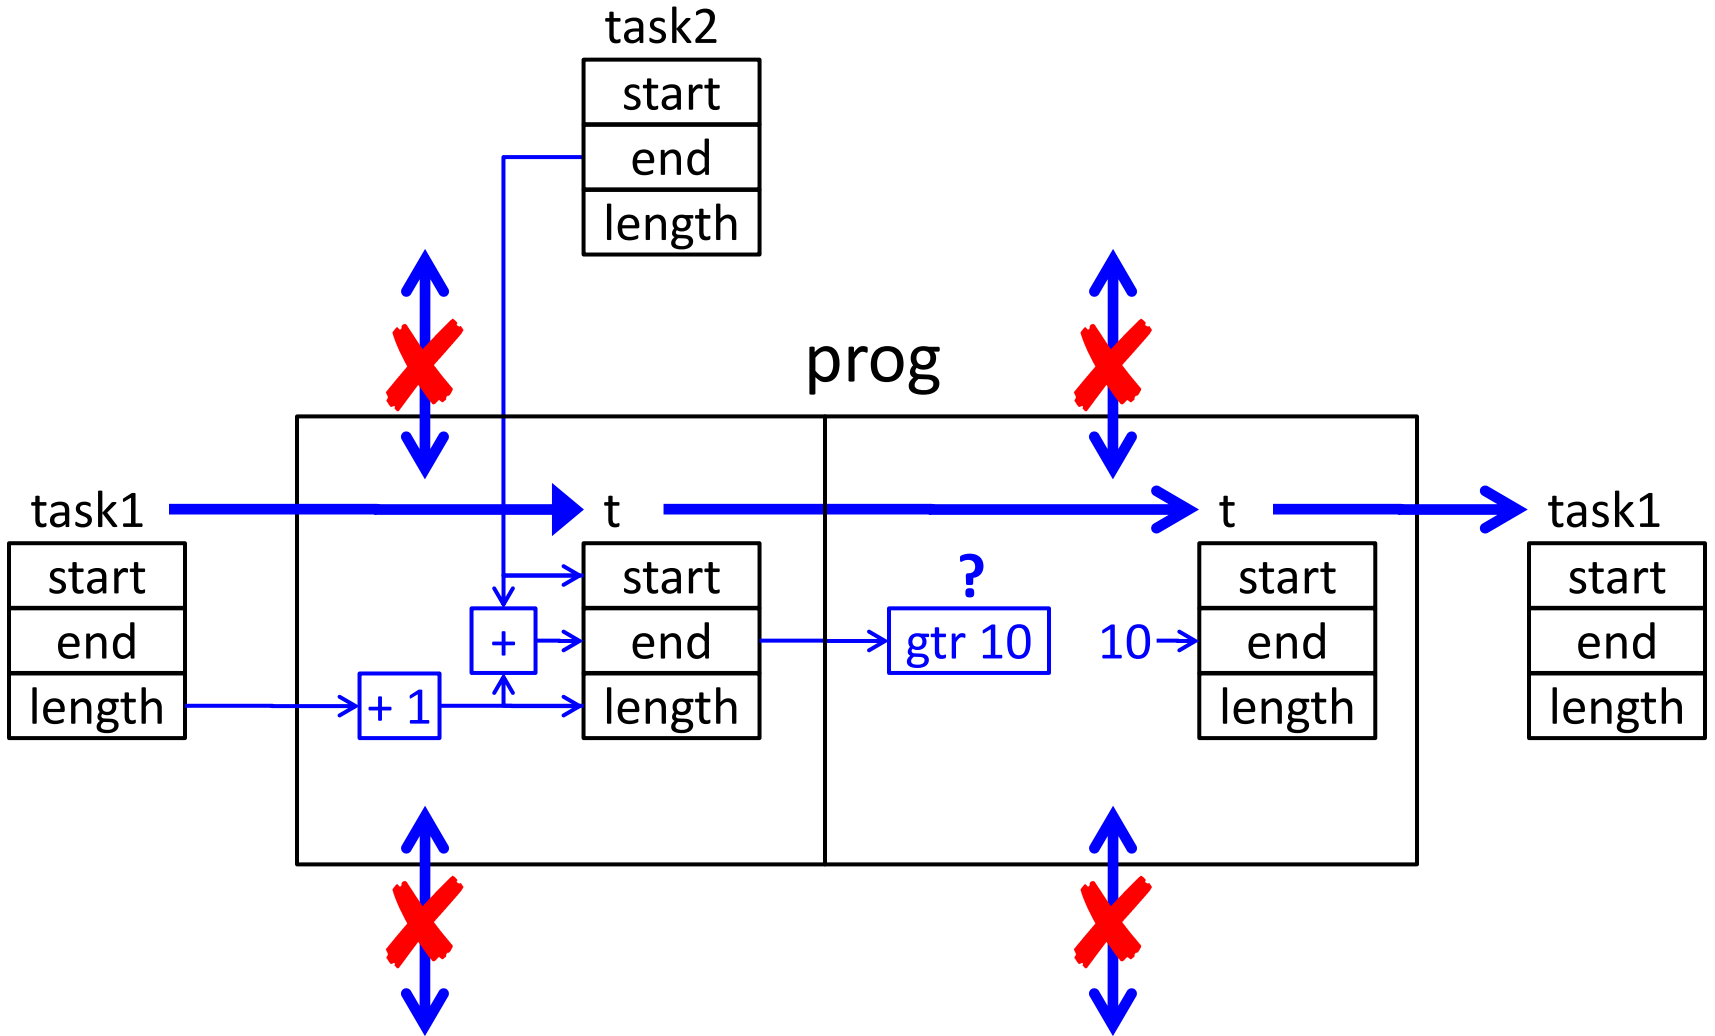 task2
start
end
length
prog
task1
start
end
length
+ 1
+
t
start
end
length
?
gtr 10
10
t
start
end
length
task1
start
end
length